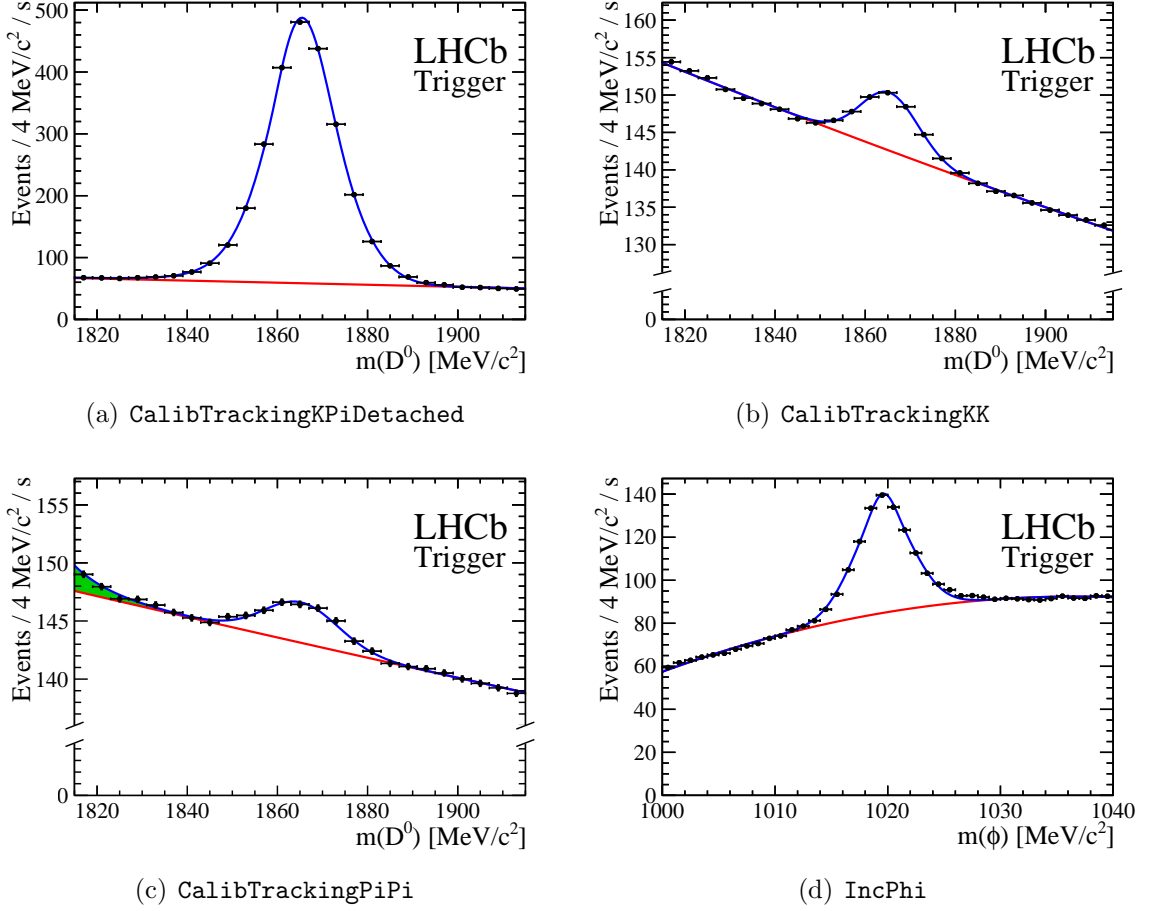 500
400
300
200
100
0
Events / 4 MeV/c² / s
LHCb
Trigger
1820 1840 1860 1880 1900
m(D⁰) [MeV/c²]
(a) CalibTrackingKPiDetached
160
155
150
145
140
135
130
0
Events / 4 MeV/c² / s
LHCb
Trigger
1820 1840 1860 1880 1900
m(D⁰) [MeV/c²]
(b) CalibTrackingKK
155
150
145
140
0
Events / 4 MeV/c² / s
LHCb
Trigger
1820 1840 1860 1880 1900
m(D⁰) [MeV/c²]
(c) CalibTrackingPiPi
140
120
100
80
60
40
20
0
Events / 4 MeV/c² / s
LHCb
Trigger
1000 1010 1020 1030 1040
m(ϕ) [MeV/c²]
(d) IncPhi